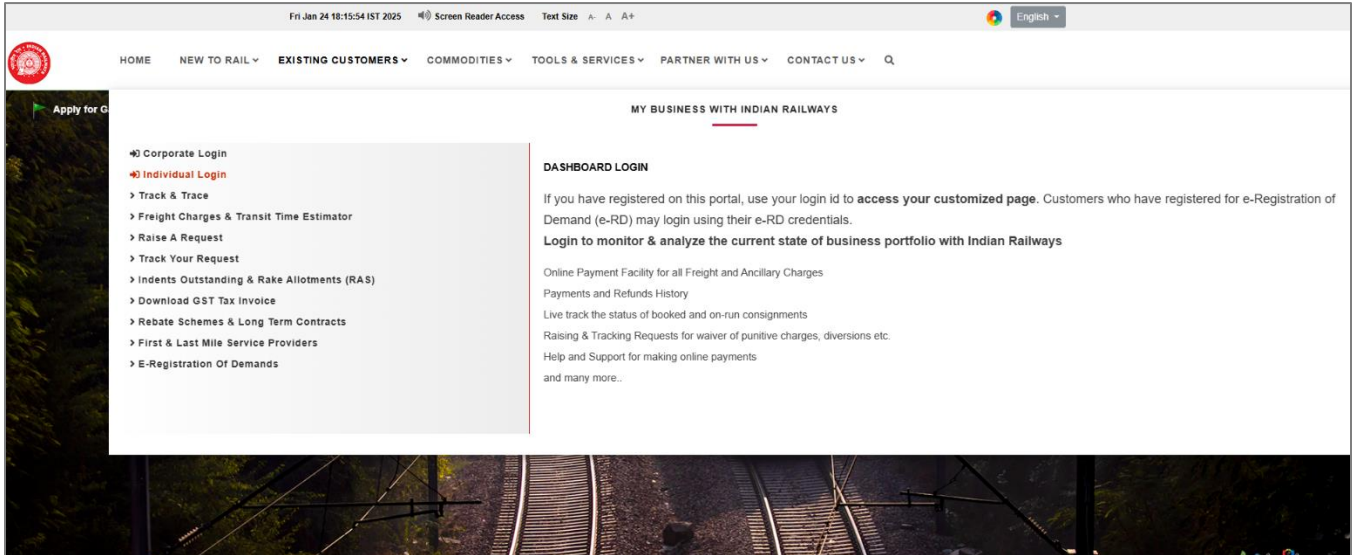 Fri Jan 24 18:15:54 IST 2025 Screen Reader Access Text Size A- A A+ English
HOME NEW TO RAIL EXISTING CUSTOMERS COMMODITIES TOOLS & SERVICES PARTNER WITH US CONTACT US
Apply for G
MY BUSINESS WITH INDIAN RAILWAYS
Corporate Login
Individual Login
Track & Trace
Freight Charges & Transit Time Estimator
Raise A Request
Track Your Request
Indents Outstanding & Rake Allotments (RAS)
Download GST Tax Invoice
Rebate Schemes & Long Term Contracts
First & Last Mile Service Providers
E-Registration Of Demands
DASHBOARD LOGIN
If you have registered on this portal, use your login id to access your customized page. Customers who have registered for e-Registration of
Demand (e-RD) may login using their e-RD credentials.
Login to monitor & analyze the current state of business portfolio with Indian Railways
Online Payment Facility for all Freight and Ancillary Charges
Payments and Refunds History
Live track the status of booked and on-run consignments
Raising & Tracking Requests for waiver of punitive charges, diversions etc.
Help and Support for making online payments
and many more..